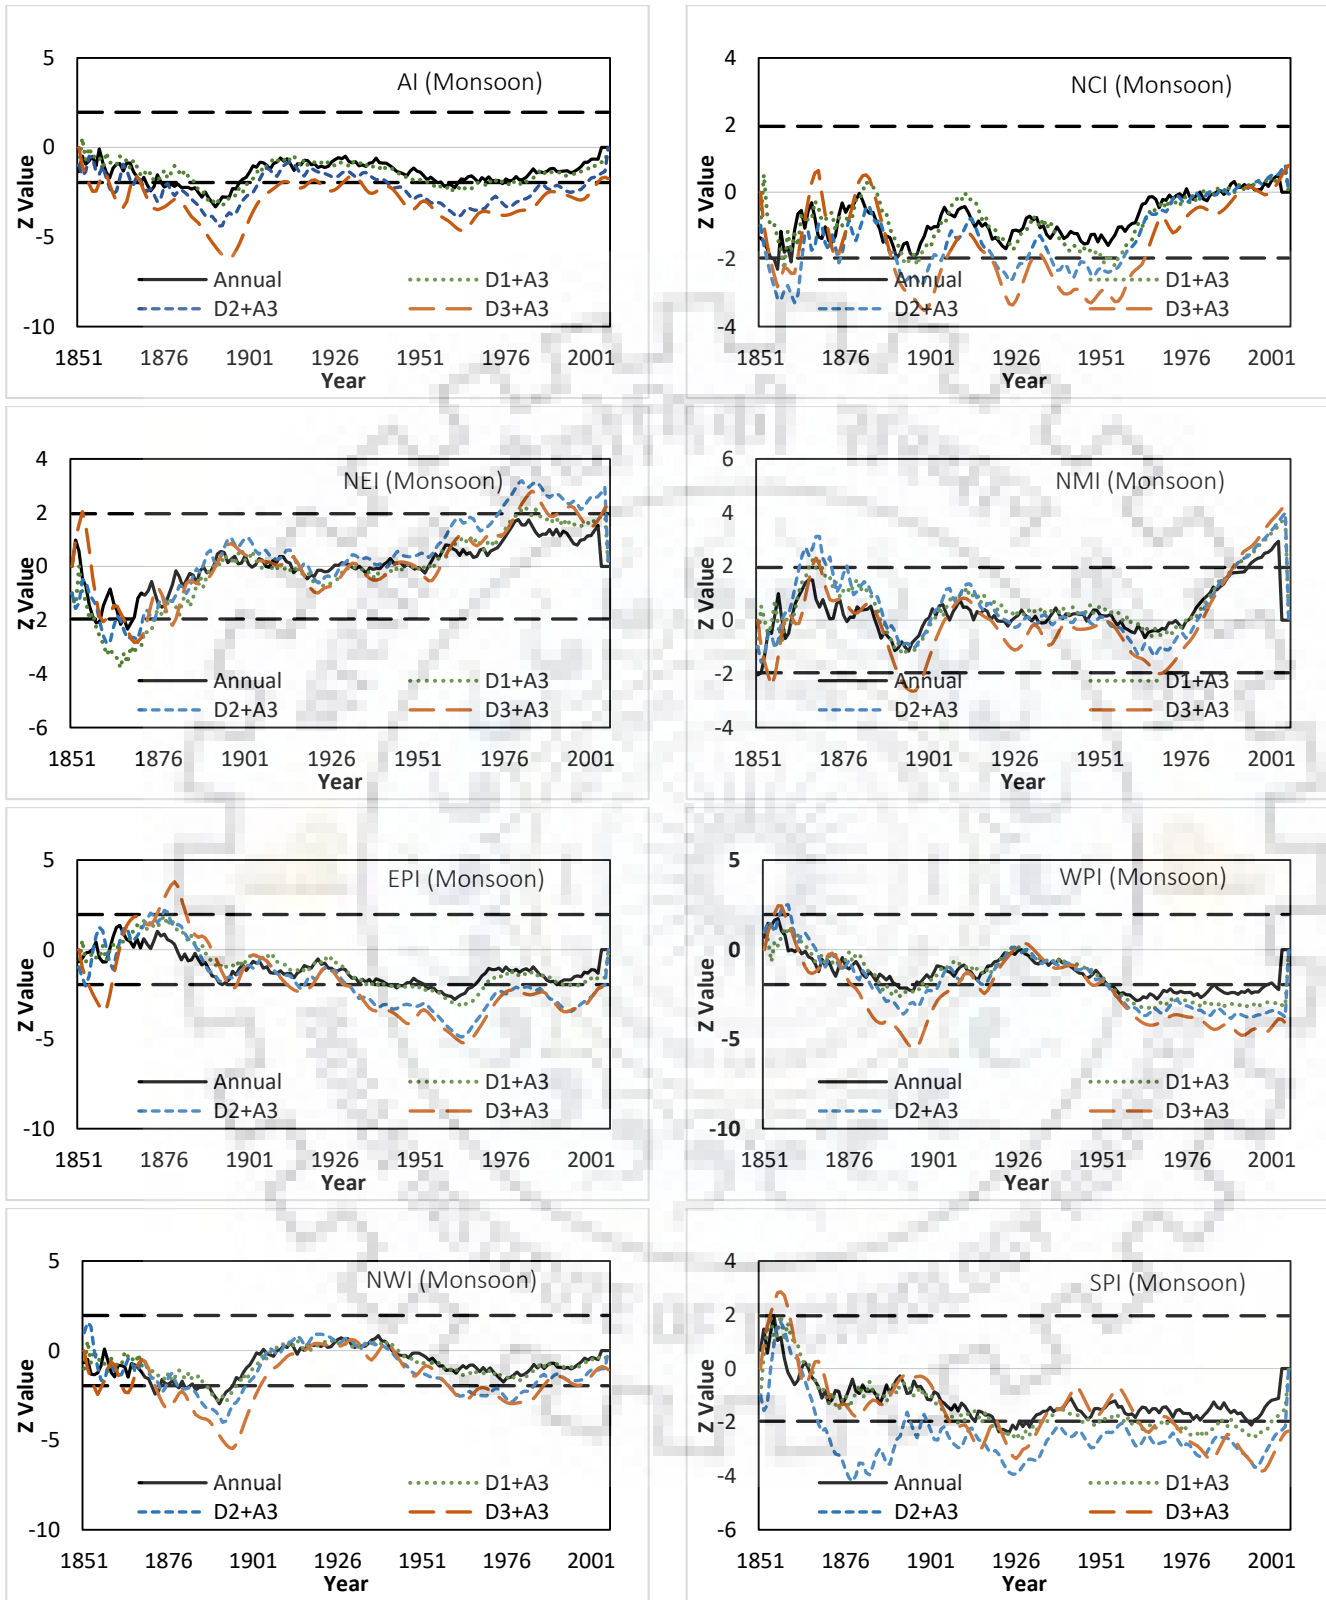 AI (Monsoon)
5
0
-5
-10
Z Value
Annual
D1+A3
D2+A3
D3+A3
1851 1876 1901 1926 1951 1976 2001
Year
NCI (Monsoon)
4
2
0
-2
-4
Z Value
Annual
D1+A3
D2+A3
D3+A3
1851 1876 1901 1926 1951 1976 2001
Year
NEI (Monsoon)
4
2
0
-2
-4
-6
Z Value
Annual
D1+A3
D2+A3
D3+A3
1851 1876 1901 1926 1951 1976 2001
Year
NMI (Monsoon)
6
4
2
0
-2
-4
Z Value
Annual
D1+A3
D2+A3
D3+A3
1851 1876 1901 1926 1951 1976 2001
Year
EPI (Monsoon)
5
0
-5
-10
Z Value
Annual
D1+A3
D2+A3
D3+A3
1851 1876 1901 1926 1951 1976 2001
Year
WPI (Monsoon)
5
0
-5
-10
Z Value
Annual
D1+A3
D2+A3
D3+A3
1851 1876 1901 1926 1951 1976 2001
Year
NWI (Monsoon)
5
0
-5
-10
Z Value
Annual
D1+A3
D2+A3
D3+A3
1851 1876 1901 1926 1951 1976 2001
Year
SPI (Monsoon)
4
2
0
-2
-4
-6
Z Value
Annual
D1+A3
D2+A3
D3+A3
1851 1876 1901 1926 1951 1976 2001
Year